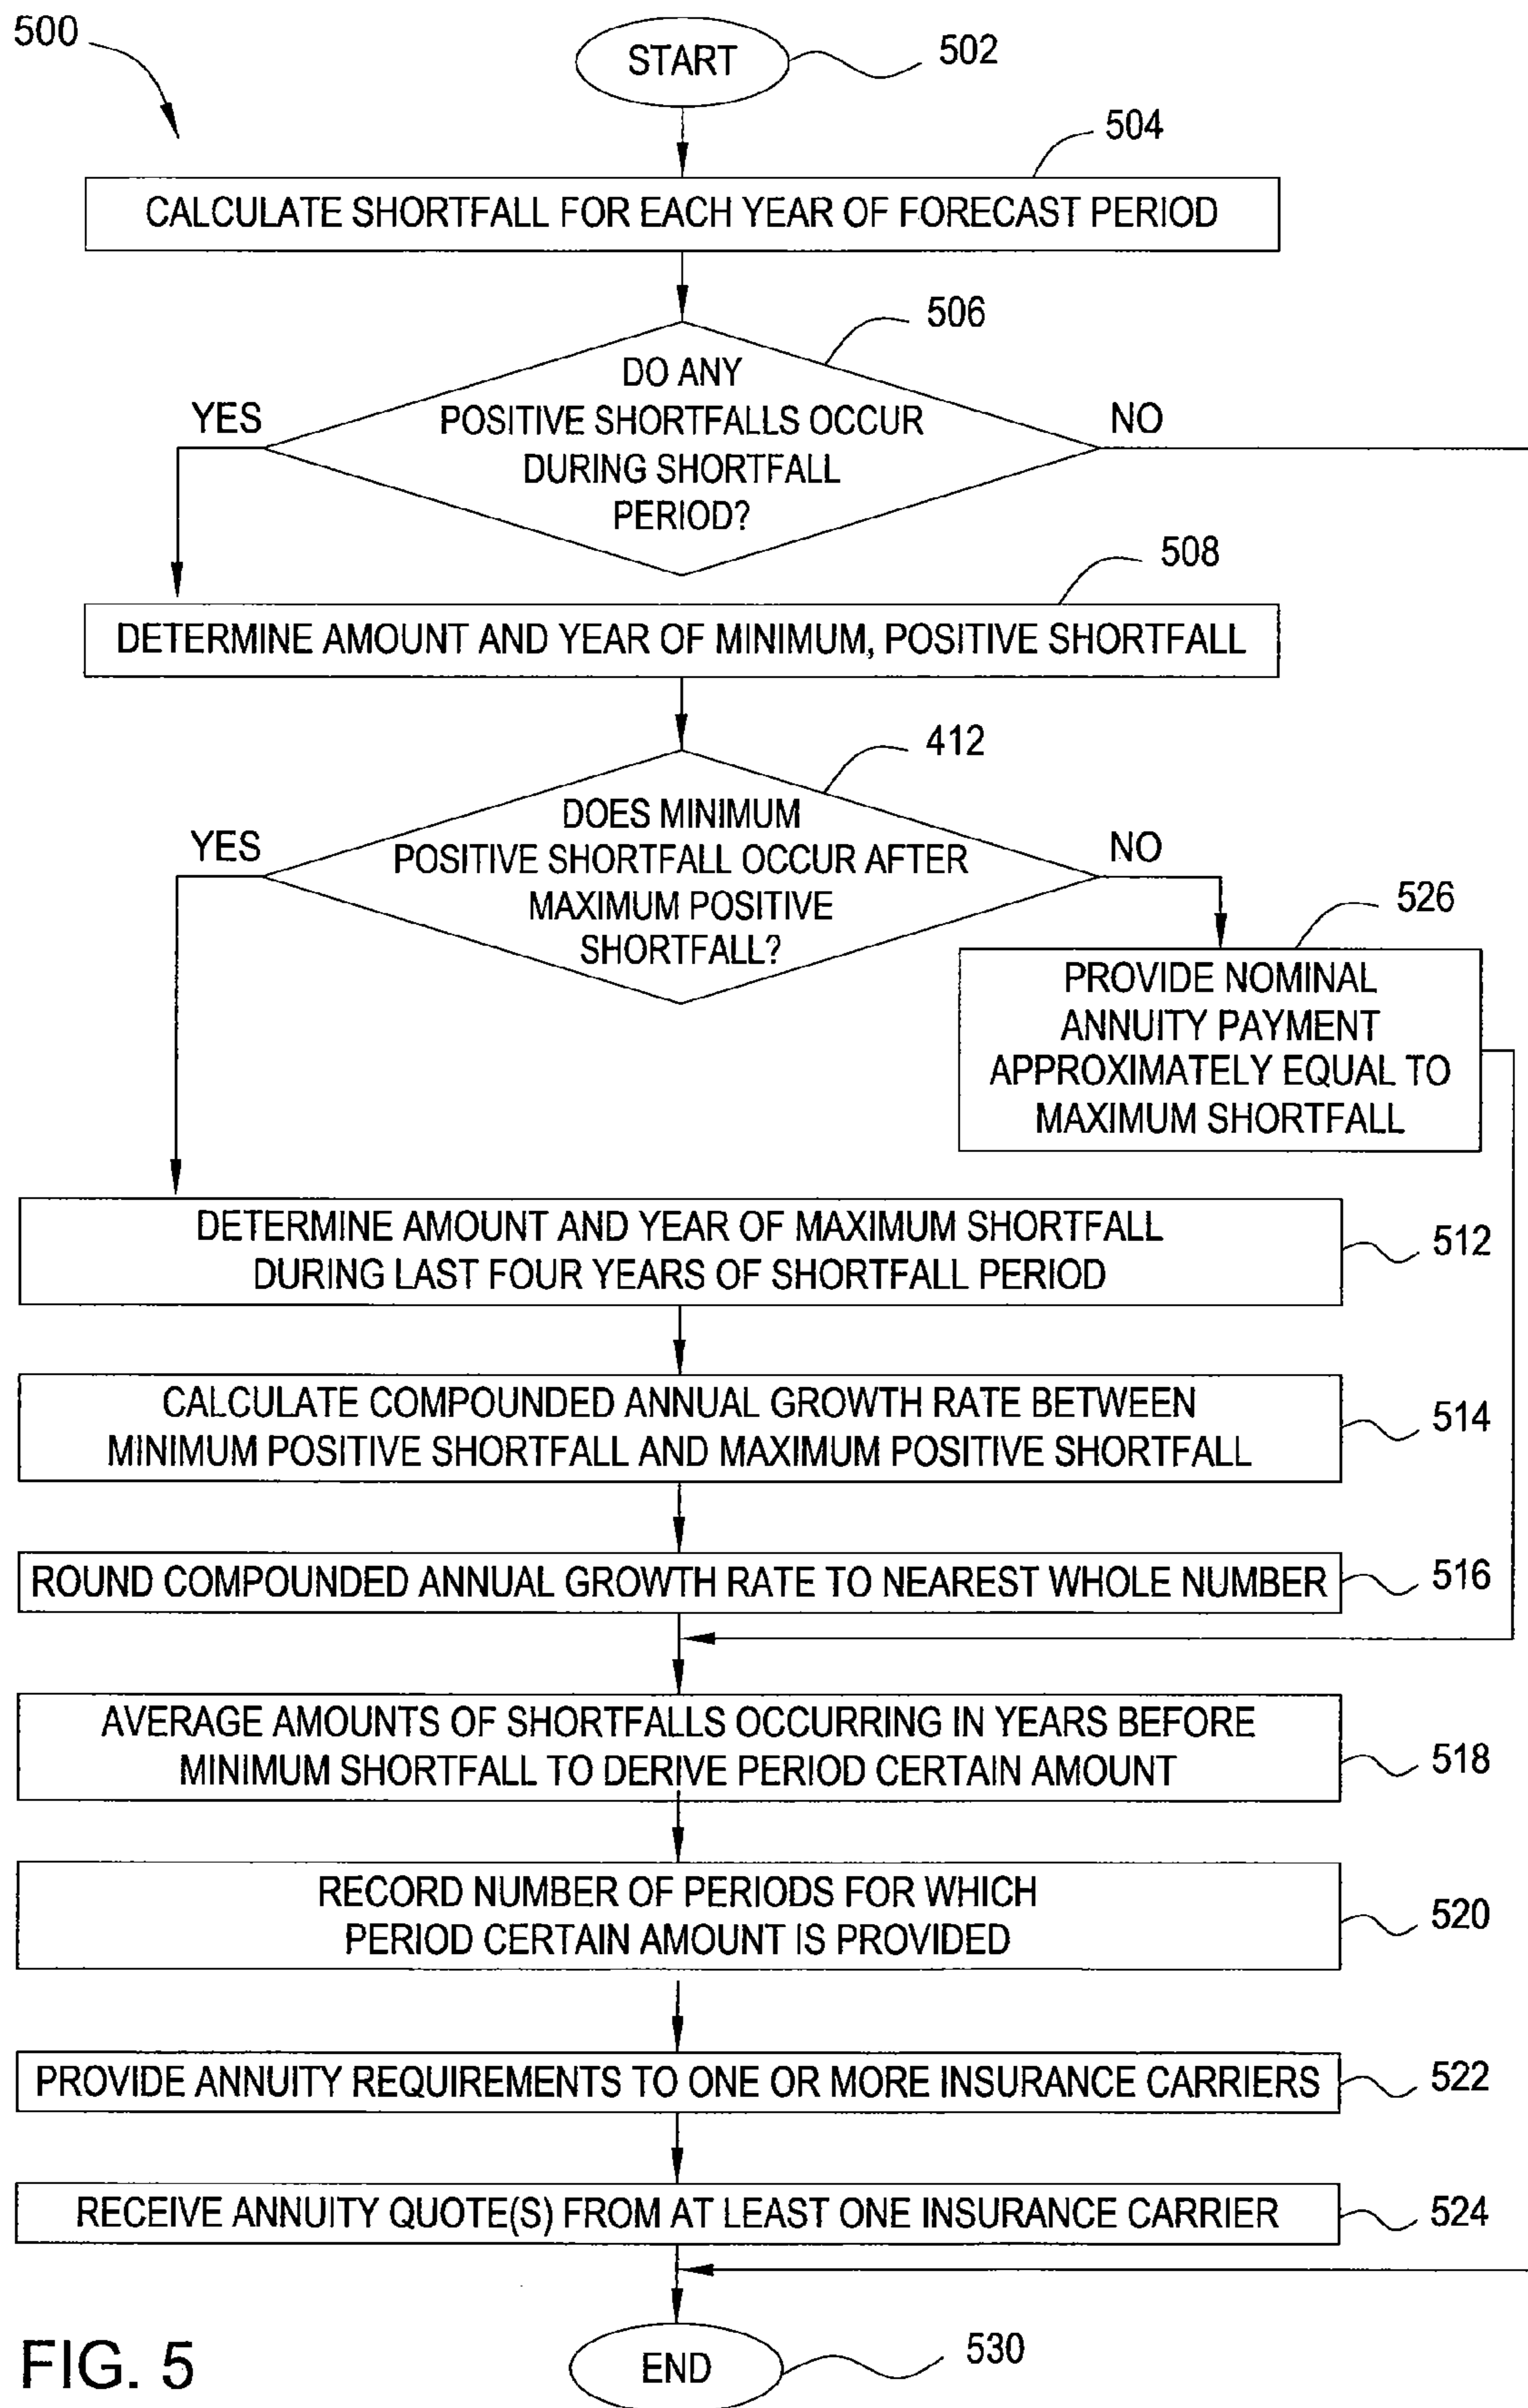 500
START
502
504
CALCULATE SHORTFALL FOR EACH YEAR OF FORECAST PERIOD
506
DO ANY
POSITIVE SHORTFALLS OCCUR
DURING SHORTFALL
PERIOD?
YES
NO
508
DETERMINE AMOUNT AND YEAR OF MINIMUM, POSITIVE SHORTFALL
412
DOES MINIMUM
POSITIVE SHORTFALL OCCUR AFTER
MAXIMUM POSITIVE
SHORTFALL?
YES
NO
526
PROVIDE NOMINAL
ANNUITY PAYMENT
APPROXIMATELY EQUAL TO
MAXIMUM SHORTFALL
DETERMINE AMOUNT AND YEAR OF MAXIMUM SHORTFALL
DURING LAST FOUR YEARS OF SHORTFALL PERIOD
512
CALCULATE COMPOUNDED ANNUAL GROWTH RATE BETWEEN
MINIMUM POSITIVE SHORTFALL AND MAXIMUM POSITIVE SHORTFALL
514
ROUND COMPOUNDED ANNUAL GROWTH RATE TO NEAREST WHOLE NUMBER
516
AVERAGE AMOUNTS OF SHORTFALLS OCCURRING IN YEARS BEFORE
MINIMUM SHORTFALL TO DERIVE PERIOD CERTAIN AMOUNT
518
RECORD NUMBER OF PERIODS FOR WHICH
PERIOD CERTAIN AMOUNT IS PROVIDED
520
PROVIDE ANNUITY REQUIREMENTS TO ONE OR MORE INSURANCE CARRIERS
522
RECEIVE ANNUITY QUOTE(S) FROM AT LEAST ONE INSURANCE CARRIER
524
END
530
FIG. 5